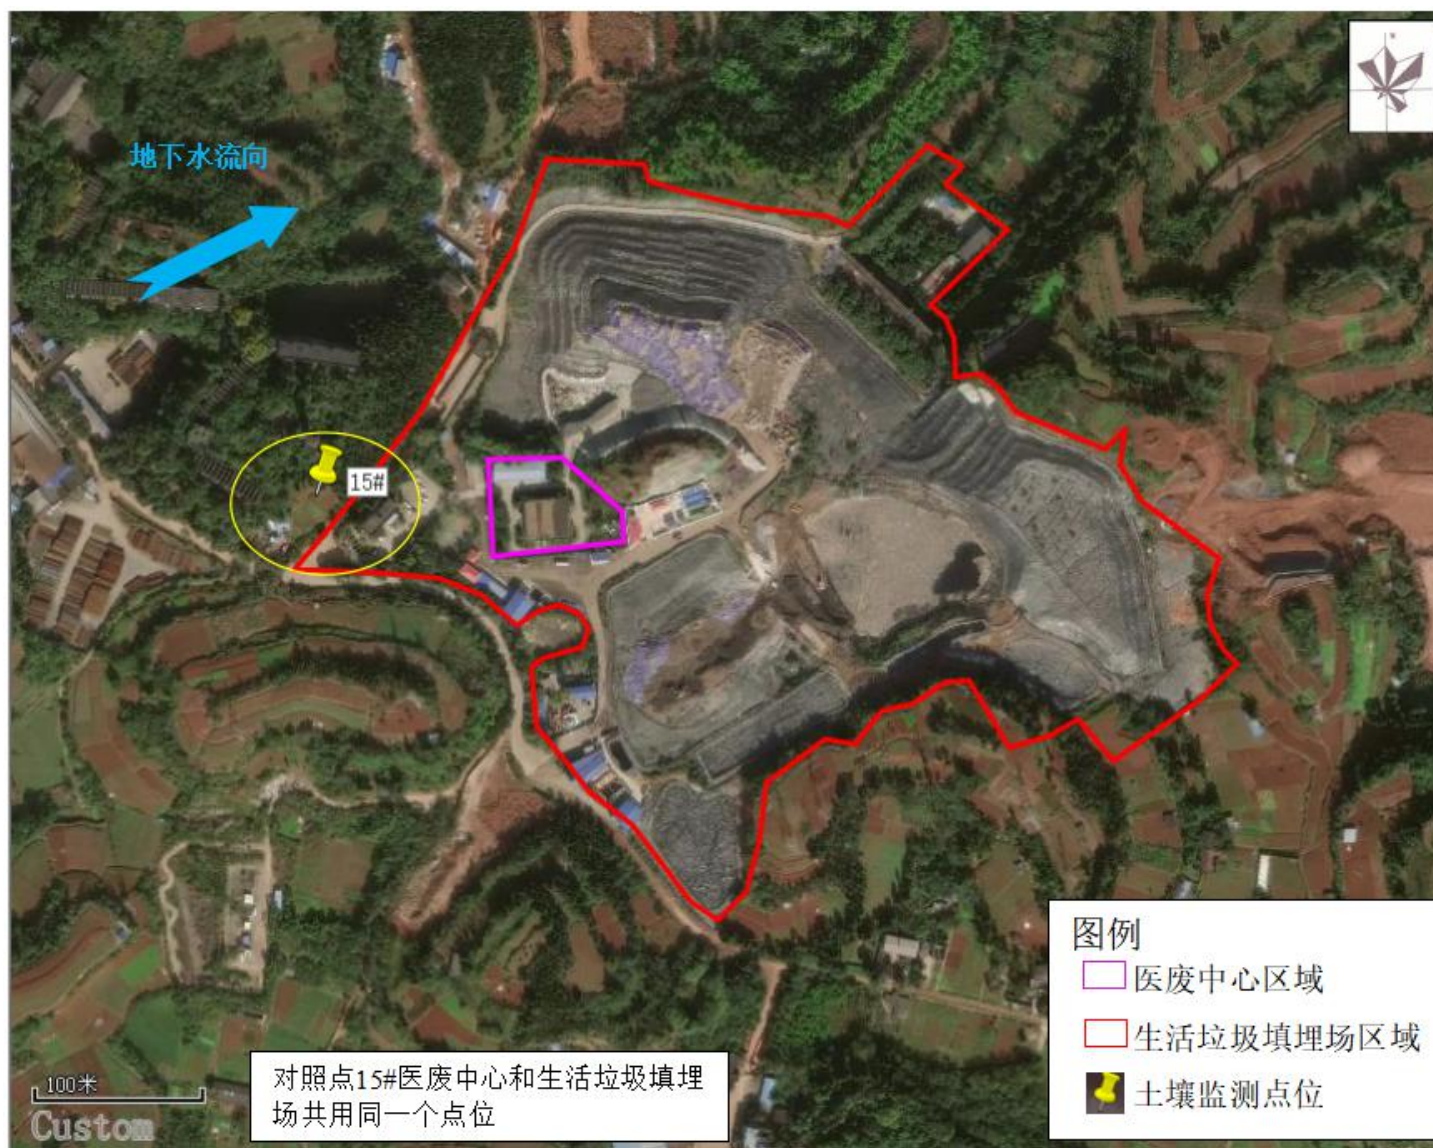 地下水流向
15#
图例
医废中心区域
生活垃圾填埋场区域
土壤监测点位
对照点15#医废中心和生活垃圾填埋
场共用同一个点位
100米
Custom